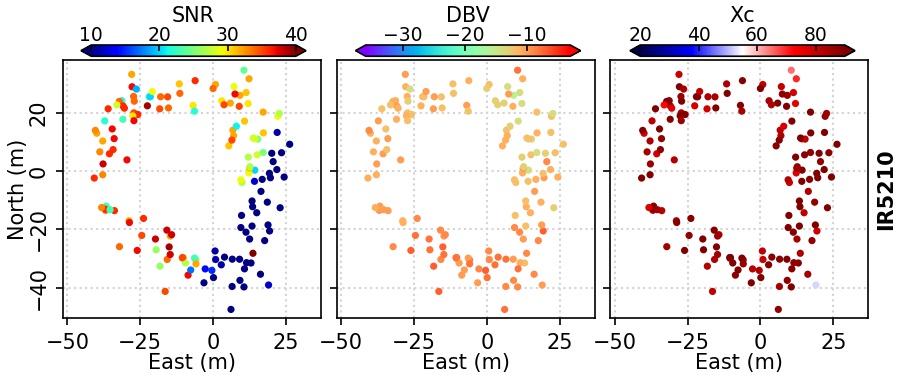 SNR DBV Xc
10 20 30 40 −30 −20 −10 20 40 60 80
North (m)
20
0
−20
−40
−50 −25 0 25 −50 −25 0 25 −50 −25 0 25
East (m) East (m) East (m)
IR5210